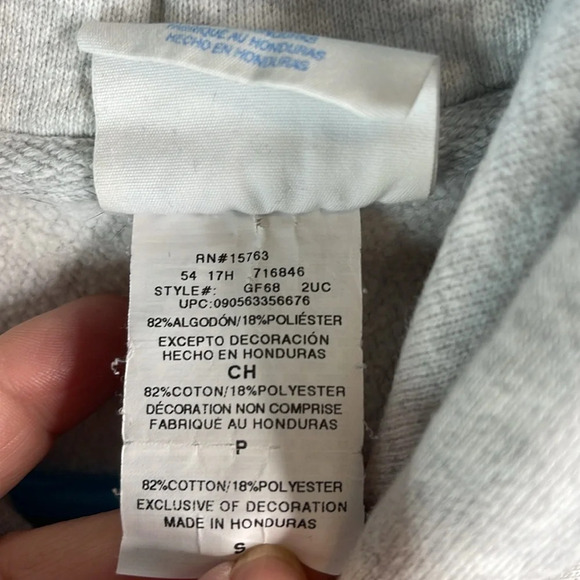 FABRIQUÉ AU HONDURAS
HECHO EN HONDURAS
RN#15763
54 17H 716846
STYLE#: GF68 2UC
UPC:090563356676
82%ALGODÓN/18%POLIÉSTER
EXCEPTO DECORACIÓN
HECHO EN HONDURAS
CH
82%COTON/18%POLYESTER
DÉCORATION NON COMPRISE
FABRIQUÉ AU HONDURAS
P
82%COTTON/18%POLYESTER
EXCLUSIVE OF DECORATION
MADE IN HONDURAS
S